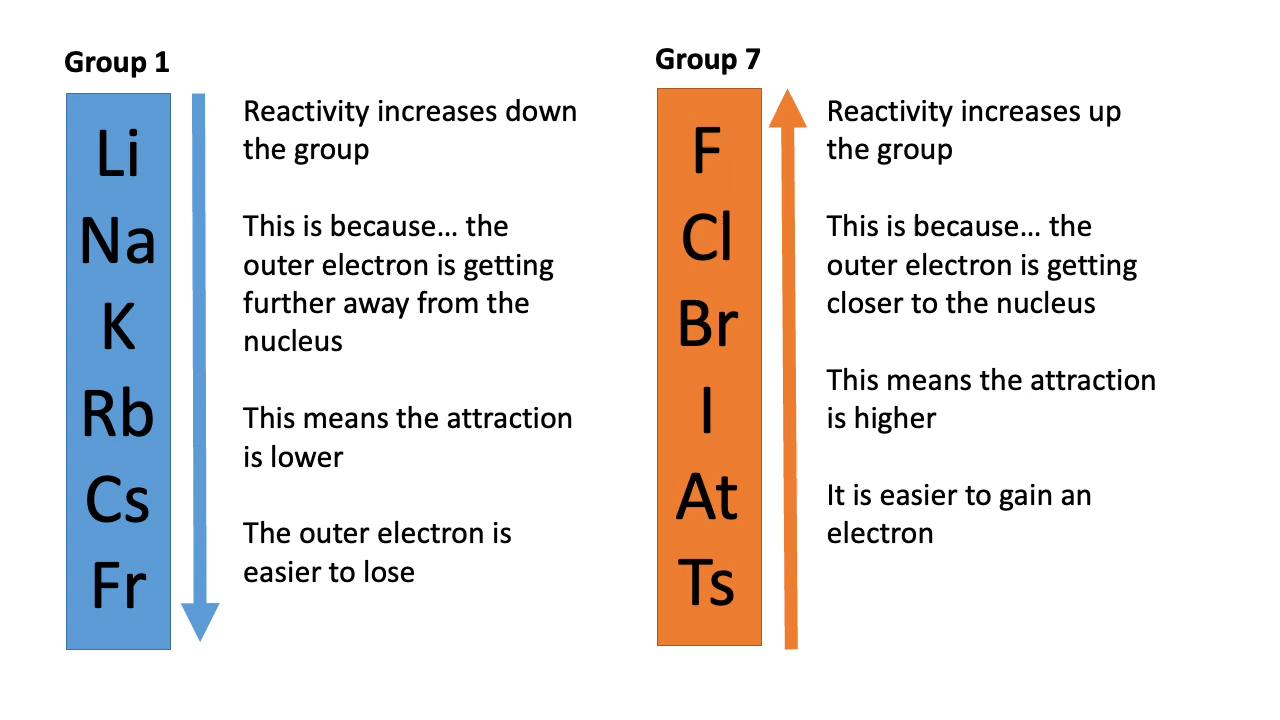 Group 1
Li
Na
K
Rb
Cs
Fr
Reactivity increases down
the group
This is because... the
outer electron is getting
further away from the
nucleus
This means the attraction
is lower
The outer electron is
easier to lose
Group 7
F
Cl
Br
I
At
Ts
Reactivity increases up
the group
This is because... the
outer electron is getting
closer to the nucleus
This means the attraction
is higher
It is easier to gain an
electron